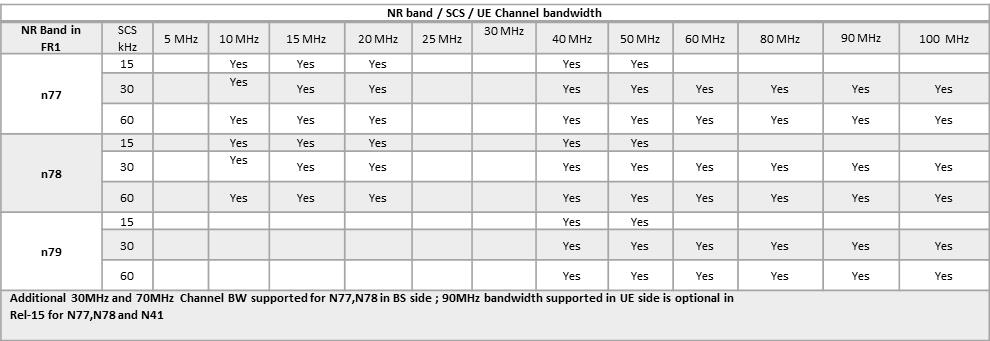 NR band / SCS / UE Channel bandwidth
NR Band in FR1 SCS kHz 5 MHz 10 MHz 15 MHz 20 MHz 25 MHz 30 MHz 40 MHz 50 MHz 60 MHz 80 MHz 90 MHz 100 MHz
n77
15 Yes Yes Yes Yes Yes
30 Yes Yes Yes Yes Yes Yes Yes Yes Yes
60 Yes Yes Yes Yes Yes Yes Yes Yes Yes
n78
15 Yes Yes Yes Yes Yes
30 Yes Yes Yes Yes Yes Yes Yes Yes Yes
60 Yes Yes Yes Yes Yes Yes Yes Yes Yes
n79
15 Yes Yes
30 Yes Yes Yes Yes Yes Yes
60 Yes Yes Yes Yes Yes Yes
Additional 30MHz and 70MHz Channel BW supported for N77,N78 in BS side ; 90MHz bandwidth supported in UE side is optional in
Rel-15 for N77,N78 and N41